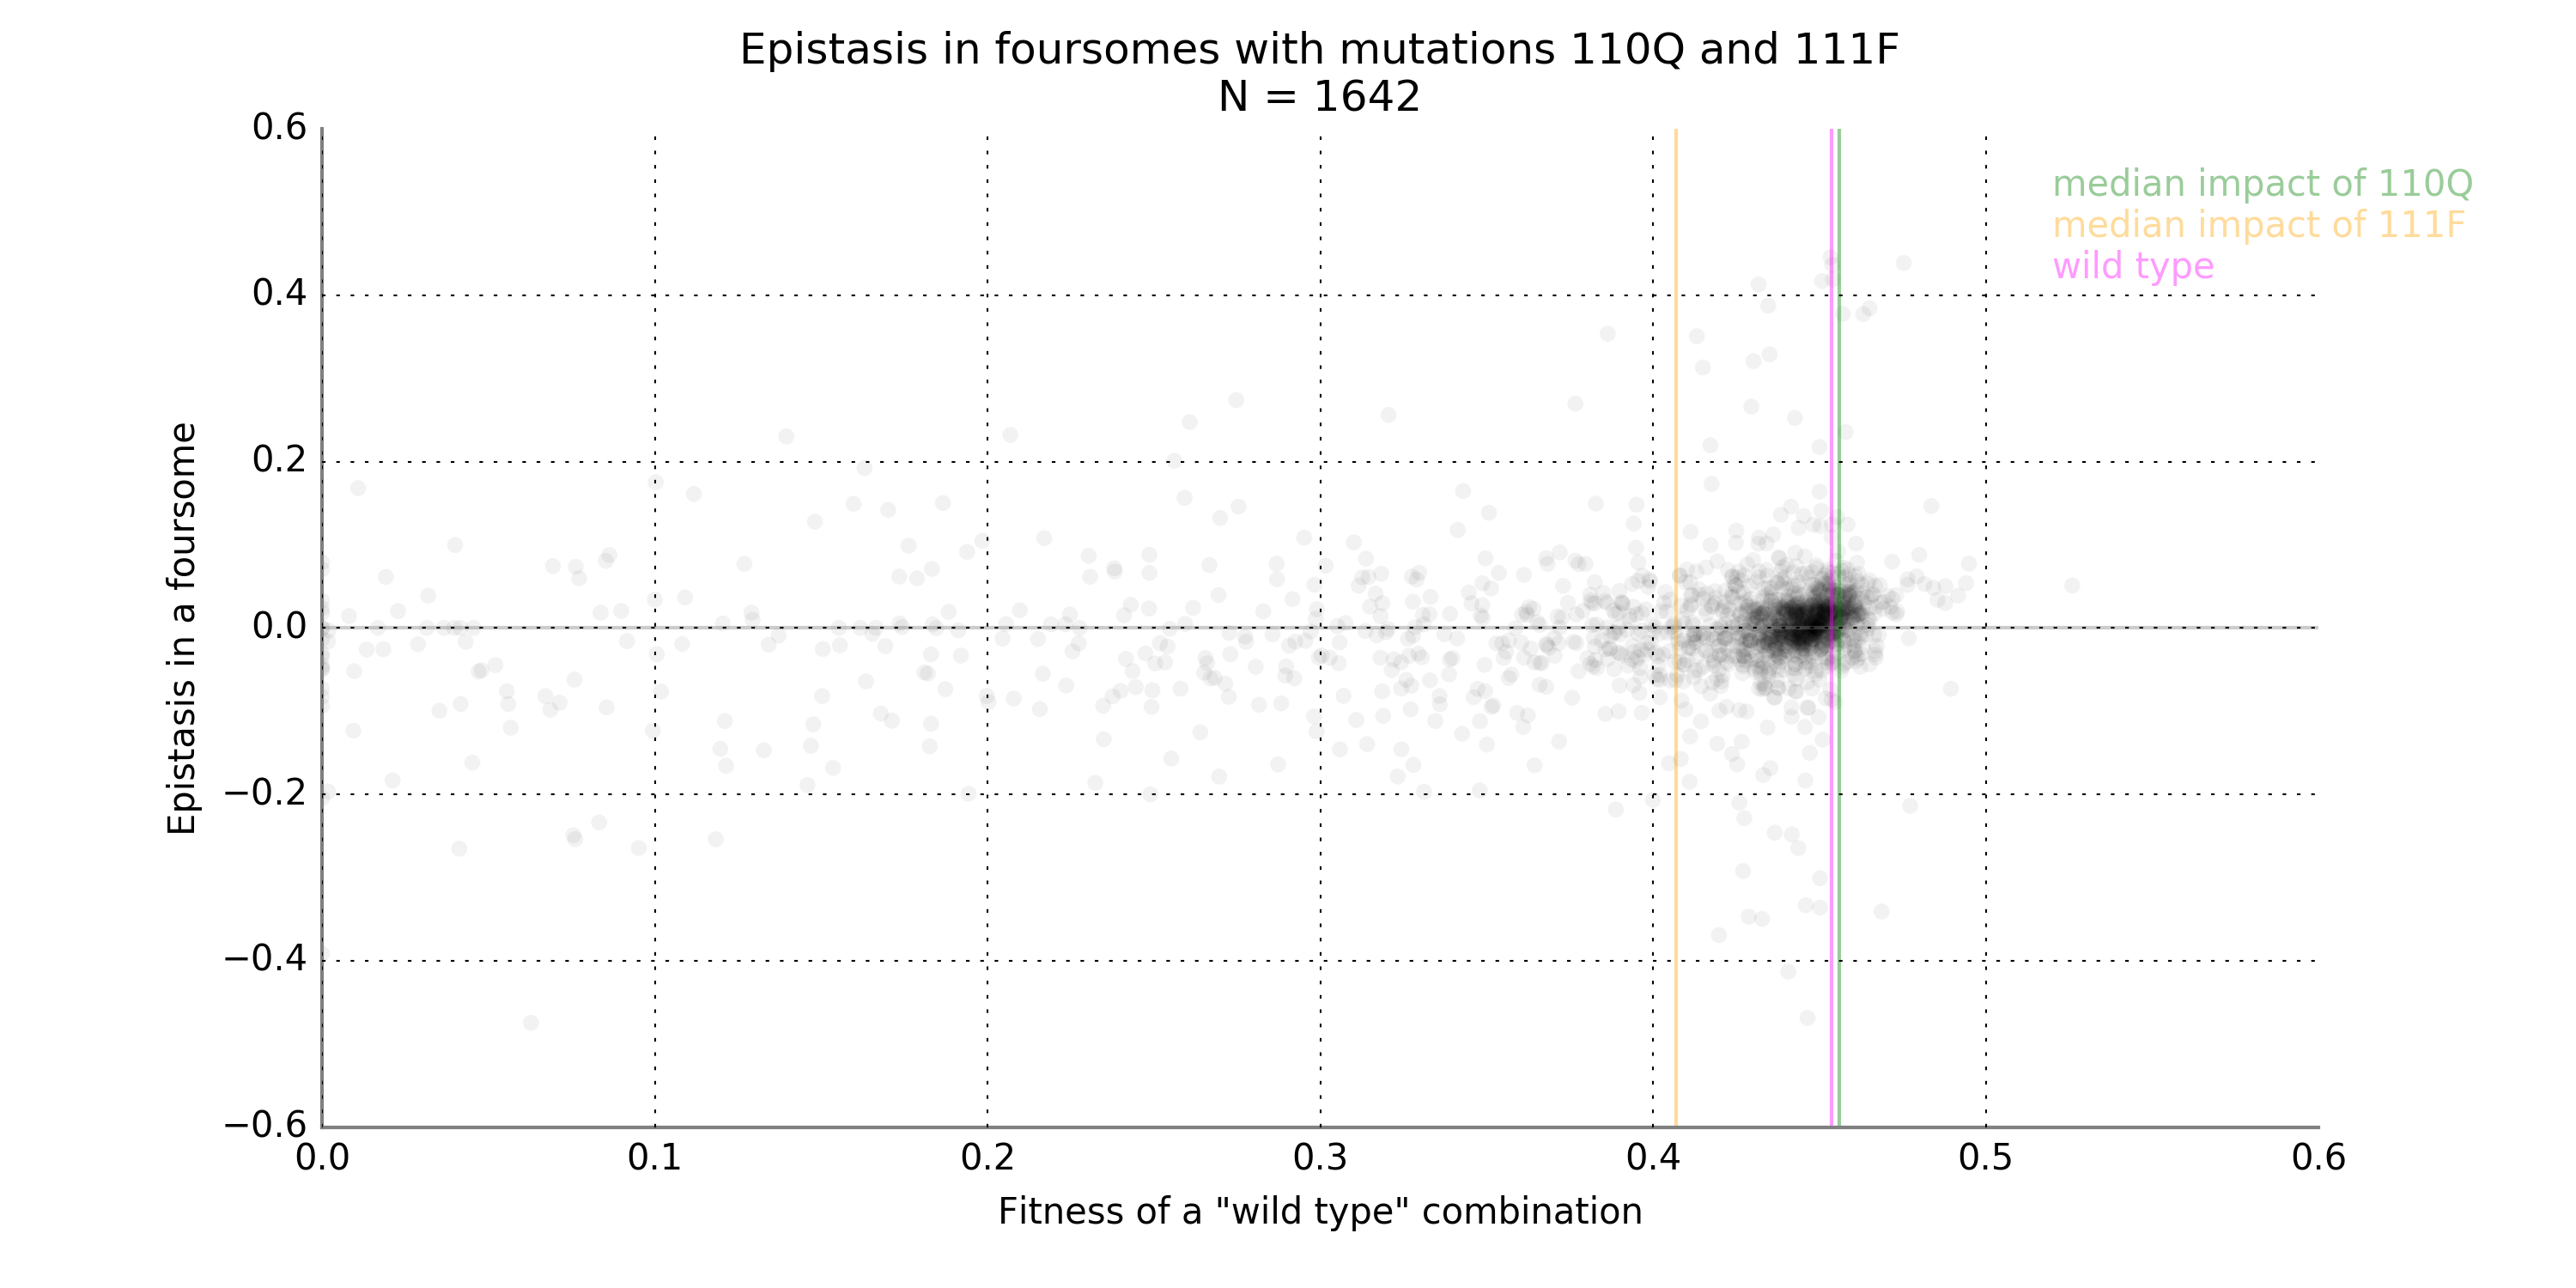 Epistasis in foursomes with mutations 110Q and 111F
N = 1642
0.6
median impact of 110Q
median impact of 111F
wild type
0.4
0.2
0.0
−0.2
−0.4
−0.6
Epistasis in a foursome
0.0 0.1 0.2 0.3 0.4 0.5 0.6
Fitness of a "wild type" combination